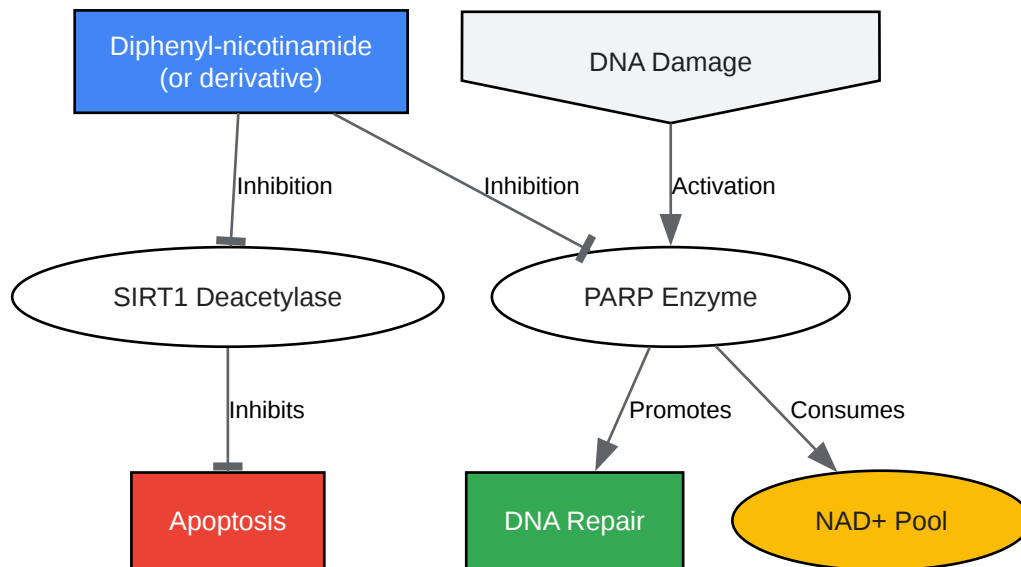 Diphenyl-nicotinamide
(or derivative)
DNA Damage
Inhibition
Inhibition
Activation
SIRT1 Deacetylase
PARP Enzyme
Inhibits
Promotes
Consumes
Apoptosis
DNA Repair
NAD+ Pool